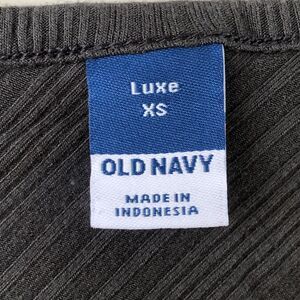 Luxe
XS
OLD NAVY
MADE IN
INDONESIA